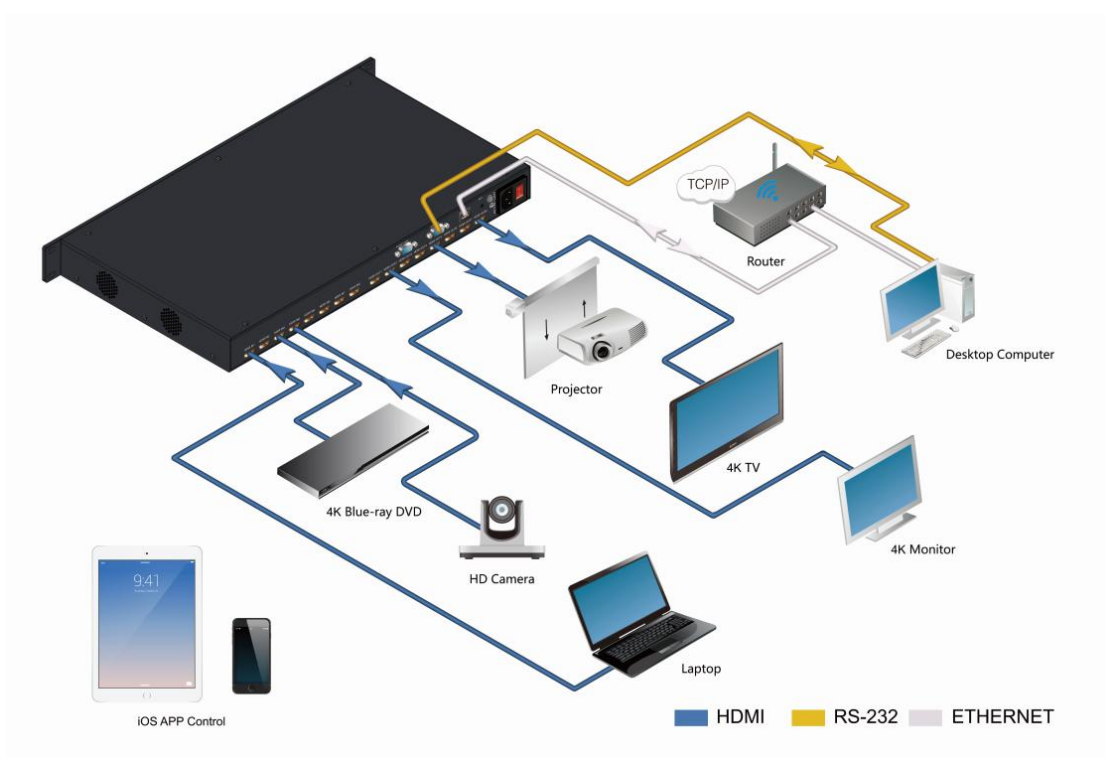 TCP/IP
Router
Desktop Computer
Projector
4K TV
4K Blue-ray DVD
4K Monitor
HD Camera
9:41
Laptop
iOS APP Control
HDMI
RS-232
ETHERNET